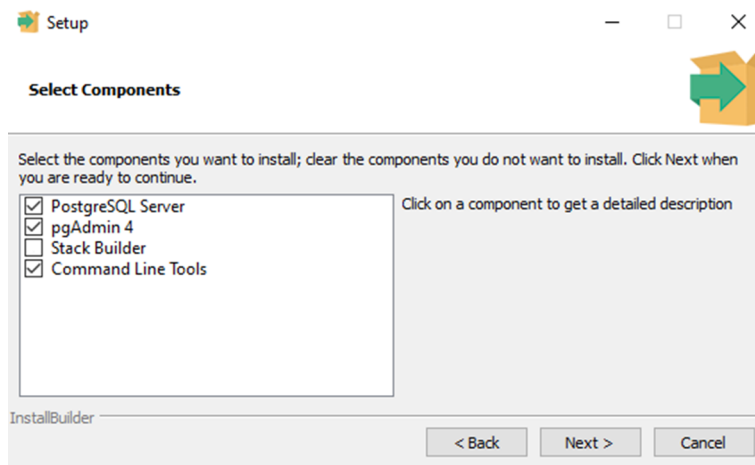 Setup
Select Components
Select the components you want to install; clear the components you do not want to install. Click Next when
you are ready to continue.
PostgreSQL Server
pgAdmin 4
Stack Builder
Command Line Tools
Click on a component to get a detailed description
InstallBuilder
< Back
Next >
Cancel